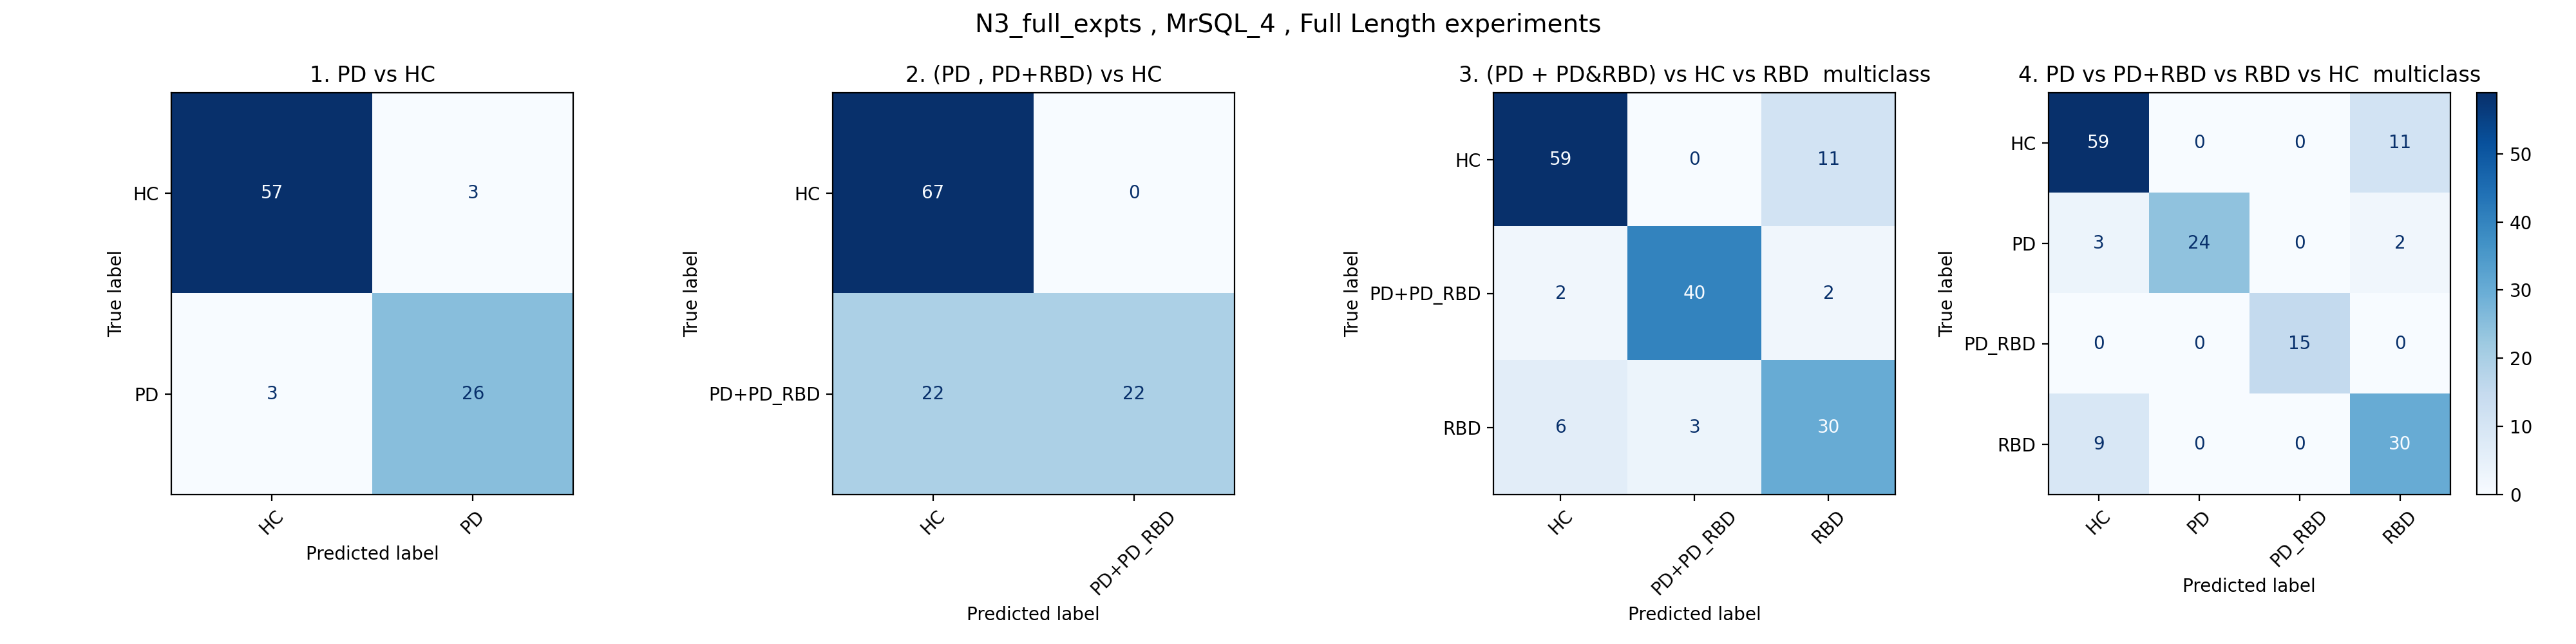 N3_full_expts , MrSQL_4 , Full Length experiments
1. PD vs HC
True label
HC
57
3
PD
3
26
HC
PD
Predicted label
2. (PD , PD+RBD) vs HC
True label
HC
67
0
PD+PD_RBD
22
22
HC
PD+PD_RBD
Predicted label
3. (PD + PD&RBD) vs HC vs RBD  multiclass
True label
HC
59
0
11
PD+PD_RBD
2
40
2
RBD
6
3
30
HC
PD+PD_RBD
RBD
Predicted label
4. PD vs PD+RBD vs RBD vs HC  multiclass
True label
HC
59
0
0
11
PD
3
24
0
2
PD_RBD
0
0
15
0
RBD
9
0
0
30
HC
PD
PD_RBD
RBD
Predicted label
50
40
30
20
10
0